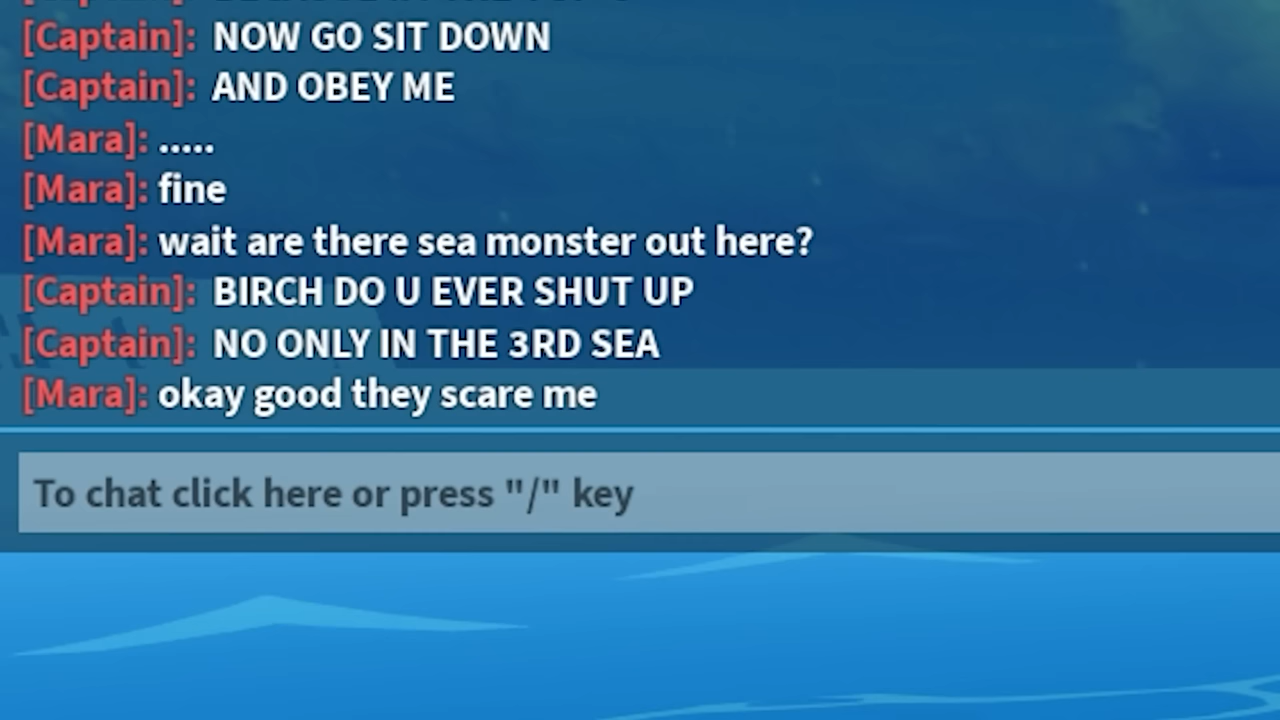 [Captain]: NOW GO SIT DOWN
[Captain]: AND OBEY ME
[Mara]: .....
[Mara]: fine
[Mara]: wait are there sea monster out here?
[Captain]: BIRCH DO U EVER SHUT UP
[Captain]: NO ONLY IN THE 3RD SEA
[Mara]: okay good they scare me
To chat click here or press "/" key